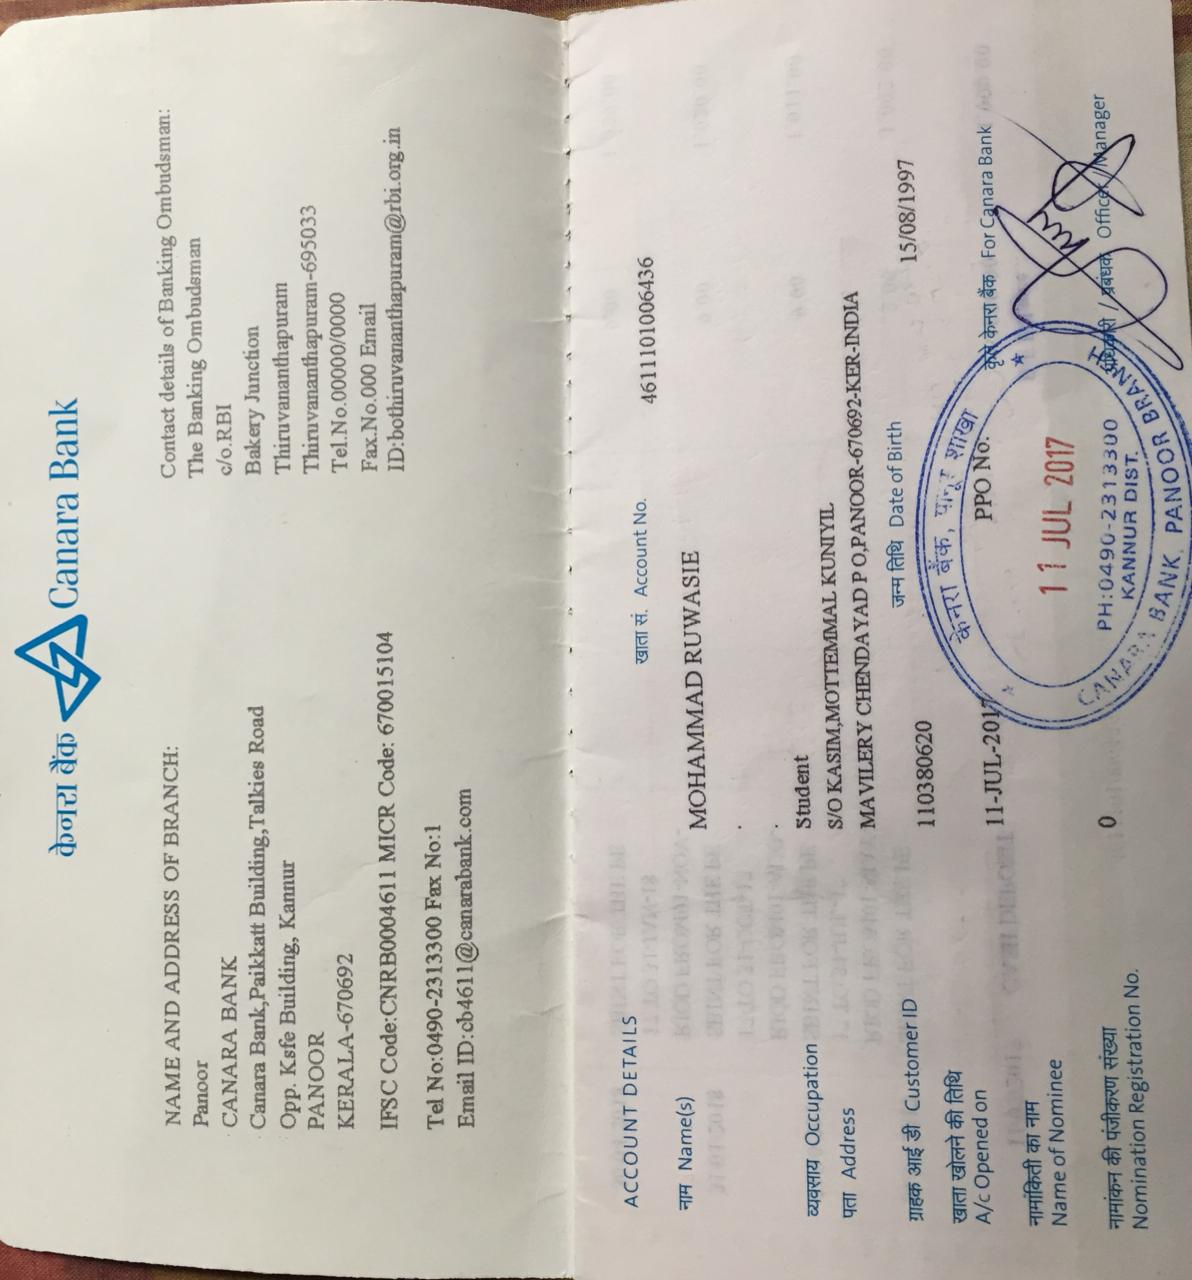 केनरा बैंक Canara Bank
NAME AND ADDRESS OF BRANCH:
Panoor
CANARA BANK
Canara Bank,Paikkatt Building,Talkies Road
Opp. Ksfe Building, Kannur
PANOOR
KERALA-670692
IFSC Code:CNRB0004611 MICR Code: 670015104
Tel No:0490-2313300 Fax No:1
Email ID:cb4611@canarabank.com
Contact details of Banking Ombudsman:
The Banking Ombudsman
c/o.RBI
Bakery Junction
Thiruvananthapuram
Thiruvananthapuram-695033
Tel.No.00000/0000
Fax.No.000 Email
ID:bothiruvananthapuram@rbi.org.in
ACCOUNT DETAILS
खाता सं. Account No. 4611101006436
नाम Name(s) MOHAMMAD RUWASIE
व्यवसाय Occupation Student
पता Address S/O KASIM,MOTTEMMAL KUNIYIL
MAVILERY CHENDAYAD P O,PANOOR-670692-KER-INDIA
ग्राहक आई डी Customer ID 110380620 जन्म तिथि Date of Birth 15/08/1997
खाता खोलने की तिथि
A/c Opened on 11-JUL-2017 PPO No.
नामांकिती का नाम
Name of Nominee
नामांकन की पंजीकरण संख्या
Nomination Registration No. 0
कृते केनरा बैंक For Canara Bank
प्रबंधक Officer / Manager
केनरा बैंक, पानूर शाखा
11 JUL 2017
PH:0490-2313300
KANNUR DIST.
CANARA BANK, PANOOR BRANCH